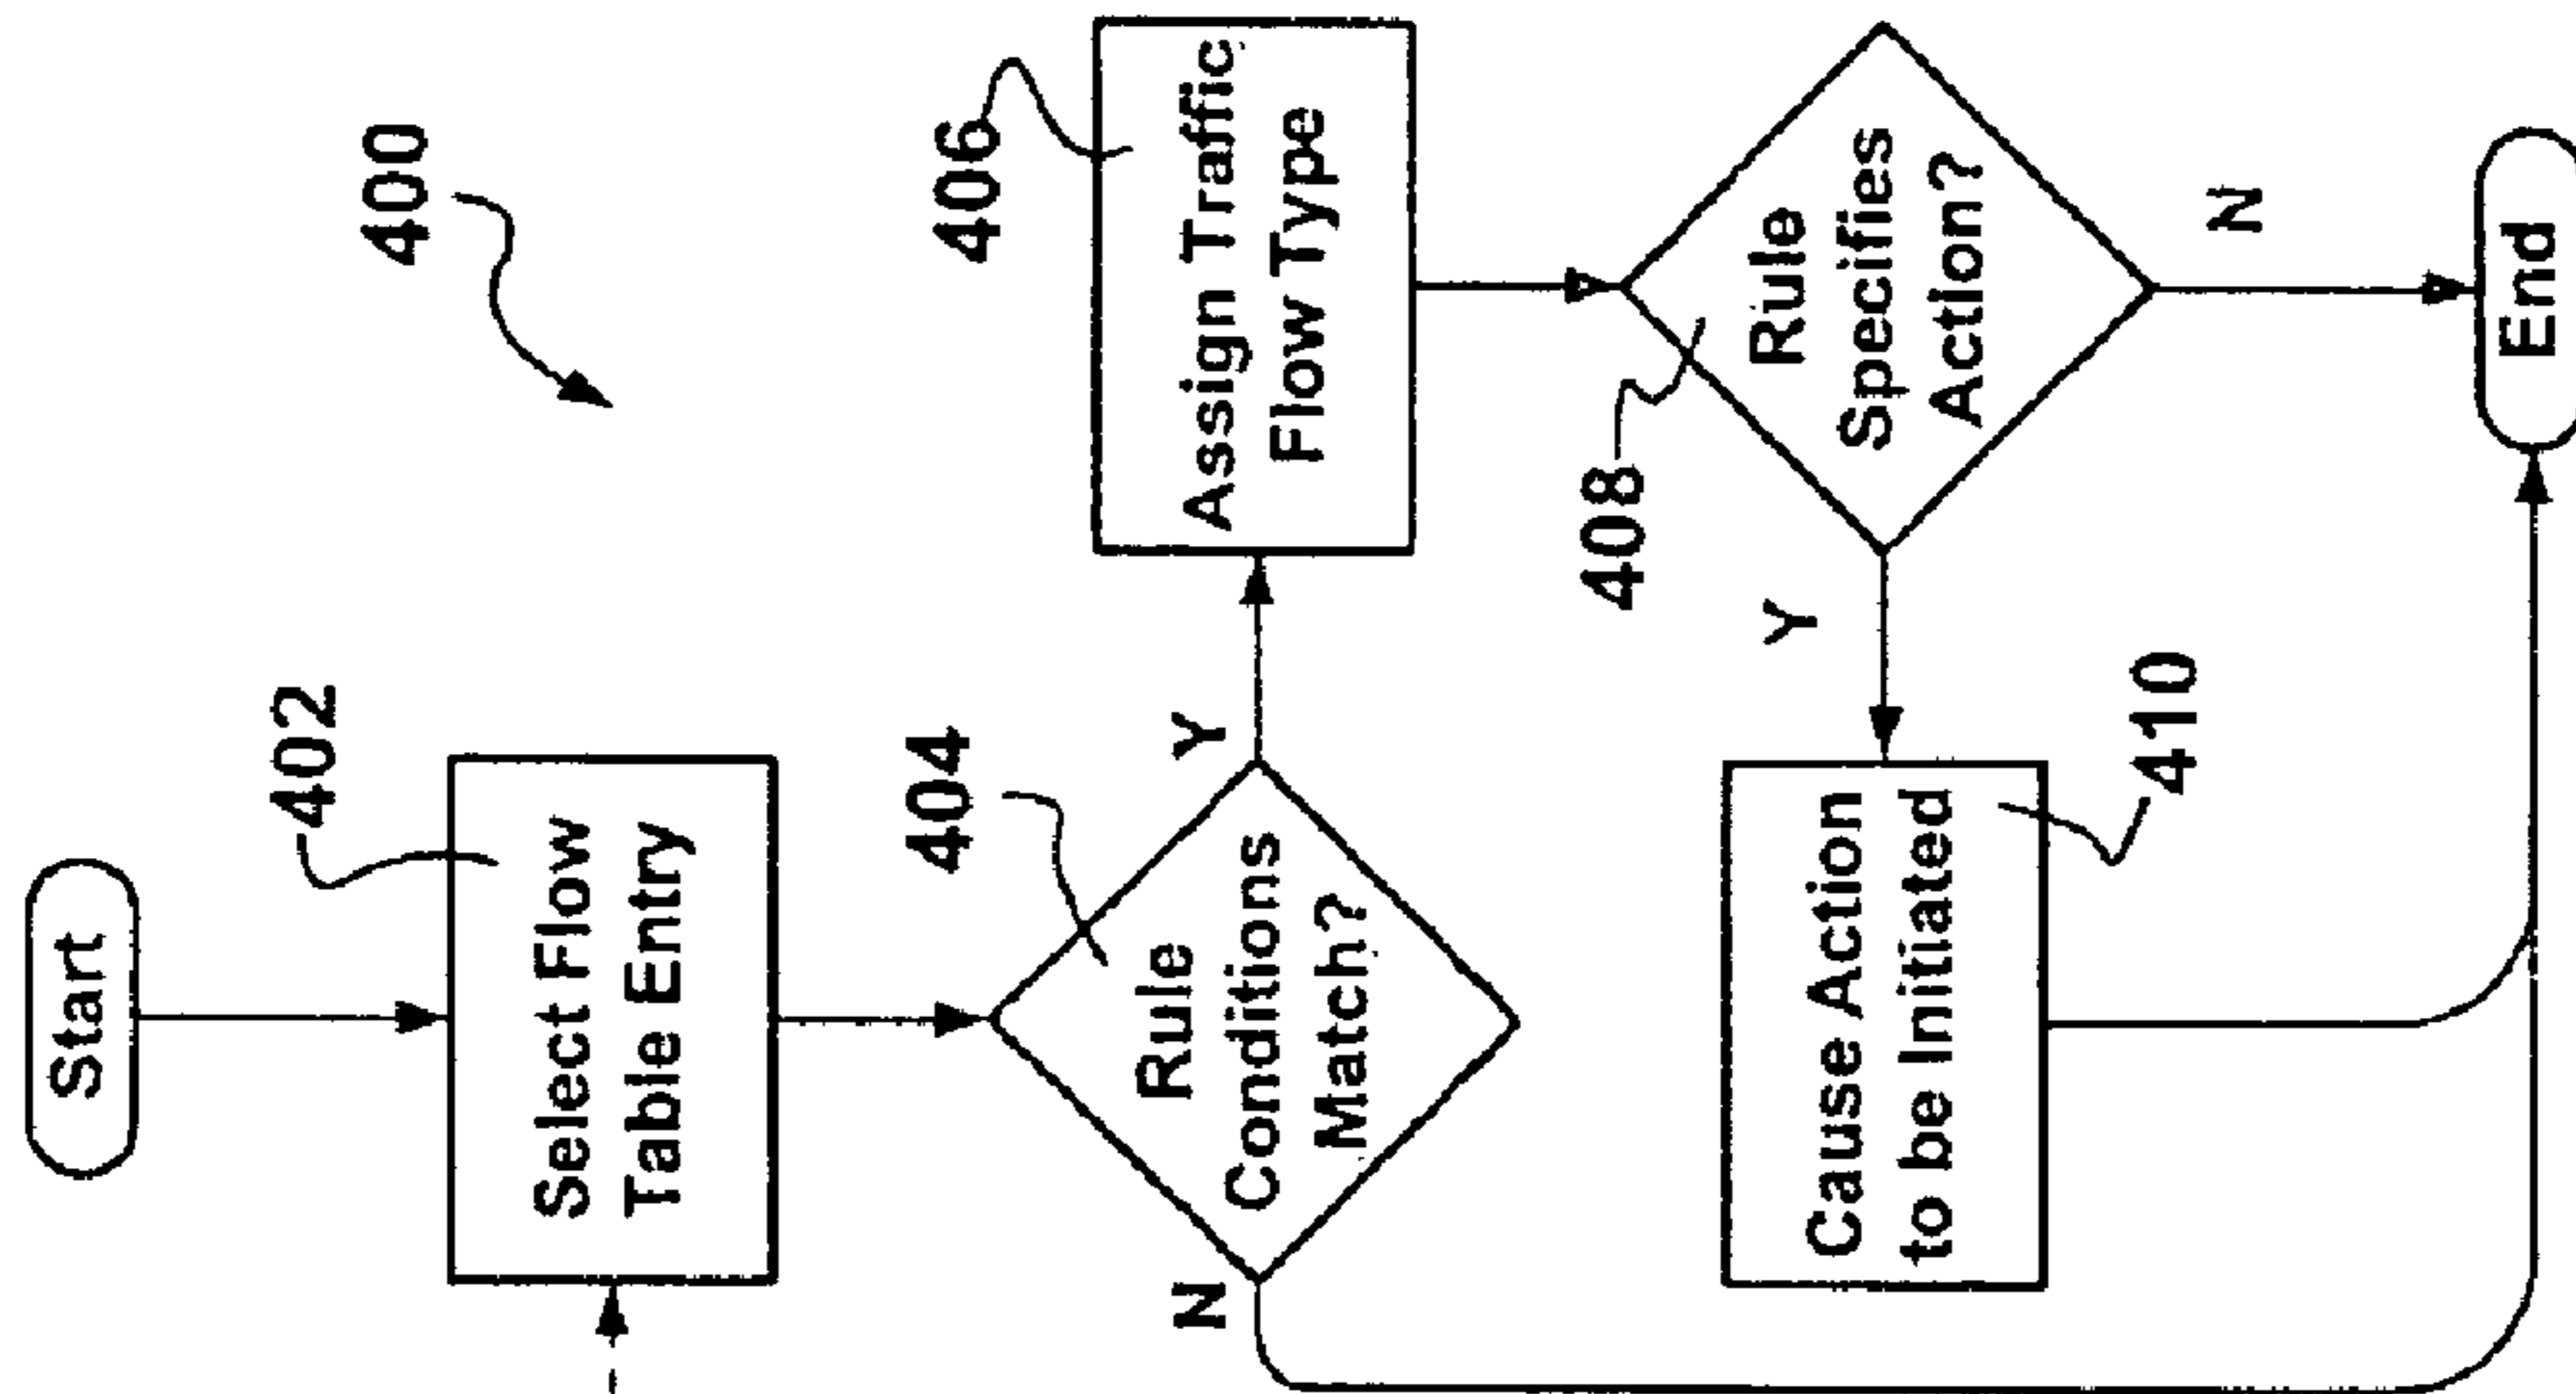 400
Start
402
Select Flow
Table Entry
404
Rule
Conditions
Match?
Y
N
406
Assign Traffic
Flow Type
408
Rule
Specifies
Action?
Y
N
410
Cause Action
to be Initiated
End